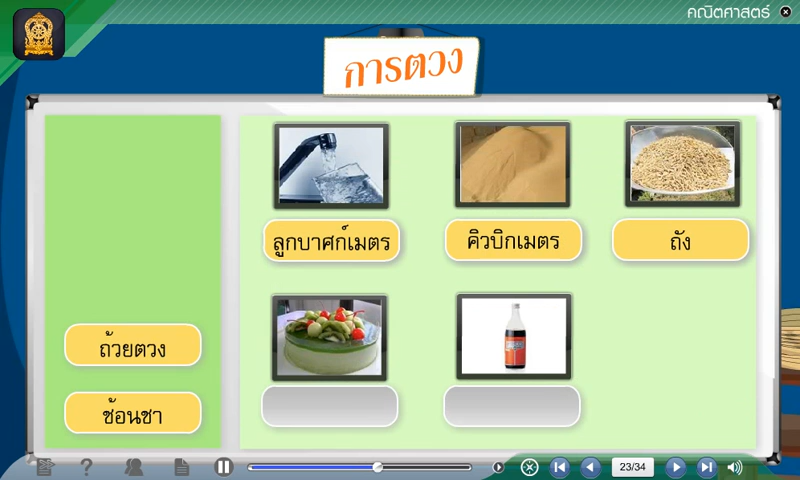 คณิตศาสตร์
การตวง
ลูกบาศก์เมตร
คิวบิกเมตร
ถัง
ถ้วยตวง
ช้อนชา
23/34